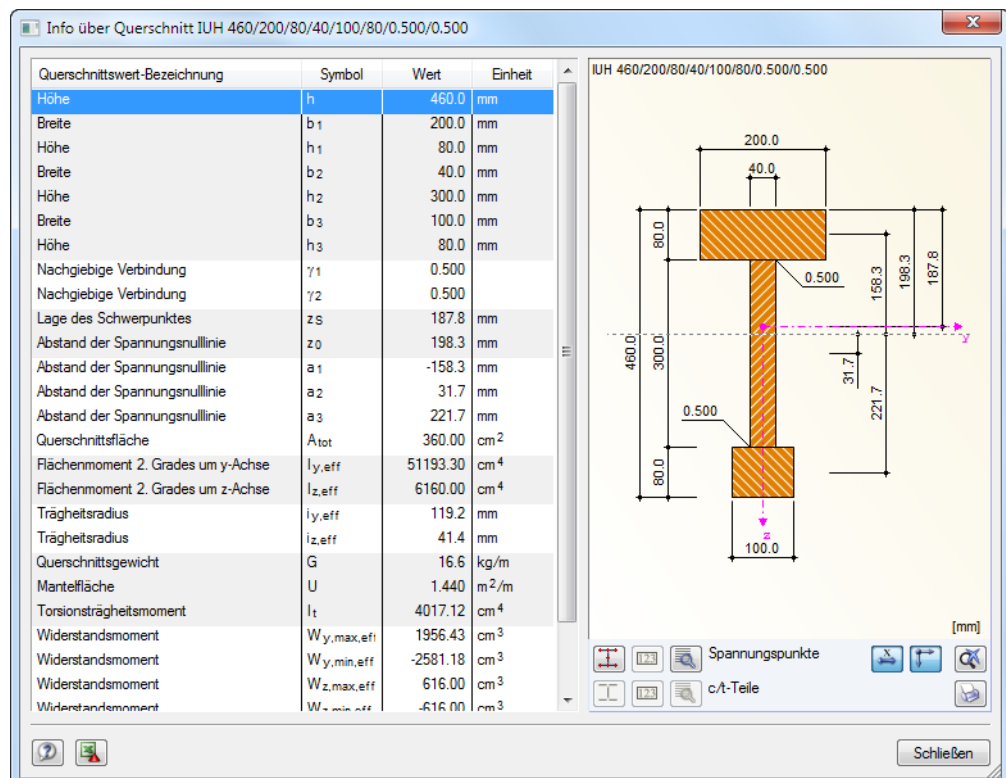 Info über Querschnitt IUH 460/200/80/40/100/80/0.500/0.500
Querschnittswert-Bezeichnung Symbol Wert Einheit
Höhe h 460.0 mm
Breite b1 200.0 mm
Höhe h1 80.0 mm
Breite b2 40.0 mm
Höhe h2 300.0 mm
Breite b3 100.0 mm
Höhe h3 80.0 mm
Nachgiebige Verbindung γ1 0.500
Nachgiebige Verbindung γ2 0.500
Lage des Schwerpunktes zS 187.8 mm
Abstand der Spannungsnulllinie z0 198.3 mm
Abstand der Spannungsnulllinie a1 -158.3 mm
Abstand der Spannungsnulllinie a2 31.7 mm
Abstand der Spannungsnulllinie a3 221.7 mm
Querschnittsfläche Atot 360.00 cm2
Flächenmoment 2. Grades um y-Achse Iy,eff 51193.30 cm4
Flächenmoment 2. Grades um z-Achse Iz,eff 6160.00 cm4
Trägheitsradius iy,eff 119.2 mm
Trägheitsradius iz,eff 41.4 mm
Querschnittsgewicht G 16.6 kg/m
Mantelfläche U 1.440 m2/m
Torsionsträgheitsmoment It 4017.12 cm4
Widerstandsmoment Wy,max,eff 1956.43 cm3
Widerstandsmoment Wy,min,eff -2581.18 cm3
Widerstandsmoment Wz,max,eff 616.00 cm3
Widerstandsmoment Wz,min,eff -616.00 cm3
IUH 460/200/80/40/100/80/0.500/0.500
200.0
40.0
80.0
0.500
158.3
198.3
187.8
y
460.0
300.0
31.7
221.7
0.500
80.0
z
100.0
[mm]
Spannungspunkte
c/t-Teile
Schließen